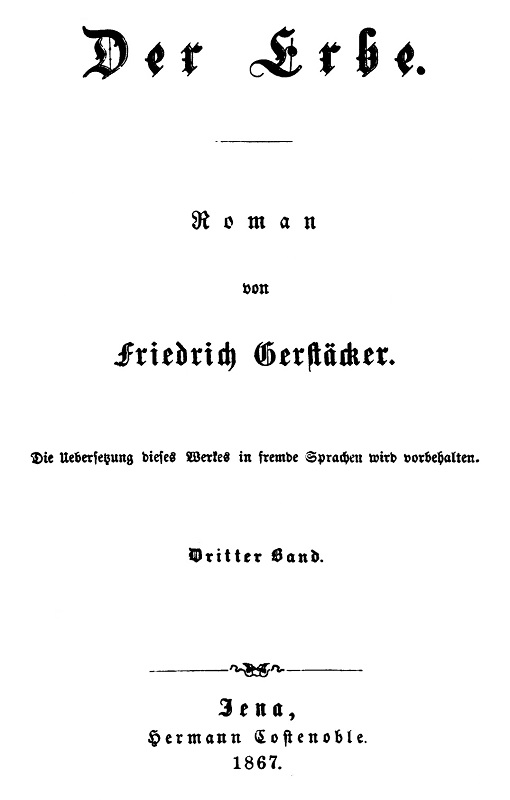 Der Erbe.
Roman
von
Friedrich Gerstäcker.
Die Uebersetzung dieses Werkes in fremde Sprachen wird vorbehalten.
Dritter Band.
Jena,
Hermann Costenoble.
1867.